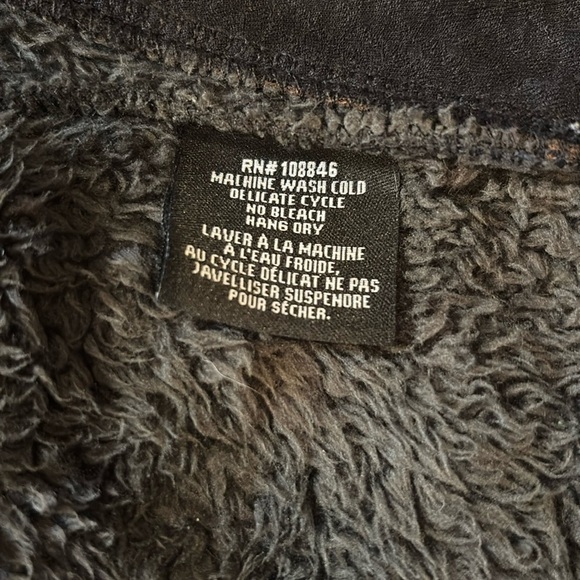 RN# 108846
MACHINE WASH COLD
DELICATE CYCLE
NO BLEACH
HANG DRY
LAVER À LA MACHINE
À L'EAU FROIDE,
AU CYCLE DÉLICAT NE PAS
JAVELLISER SUSPENDRE
POUR SÉCHER.